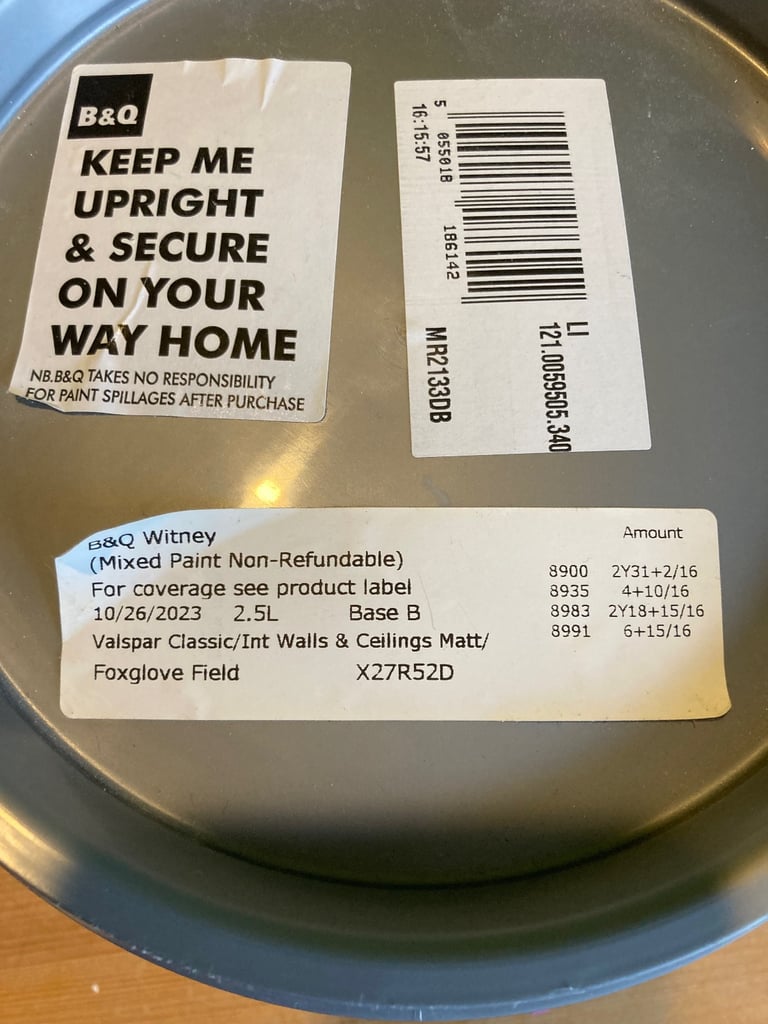 B&Q
KEEP ME
UPRIGHT
& SECURE
ON YOUR
WAY HOME
NB.B&Q TAKES NO RESPONSIBILITY
FOR PAINT SPILLAGES AFTER PURCHASE
5 055018 186142
16:15:57
LI
121.0059505.340
MR2133DB
B&Q Witney
(Mixed Paint Non-Refundable)
For coverage see product label
10/26/2023 2.5L Base B
Valspar Classic/Int Walls & Ceilings Matt/
Foxglove Field X27R52D
Amount
8900 2Y31+2/16
8935 4+10/16
8983 2Y18+15/16
8991 6+15/16